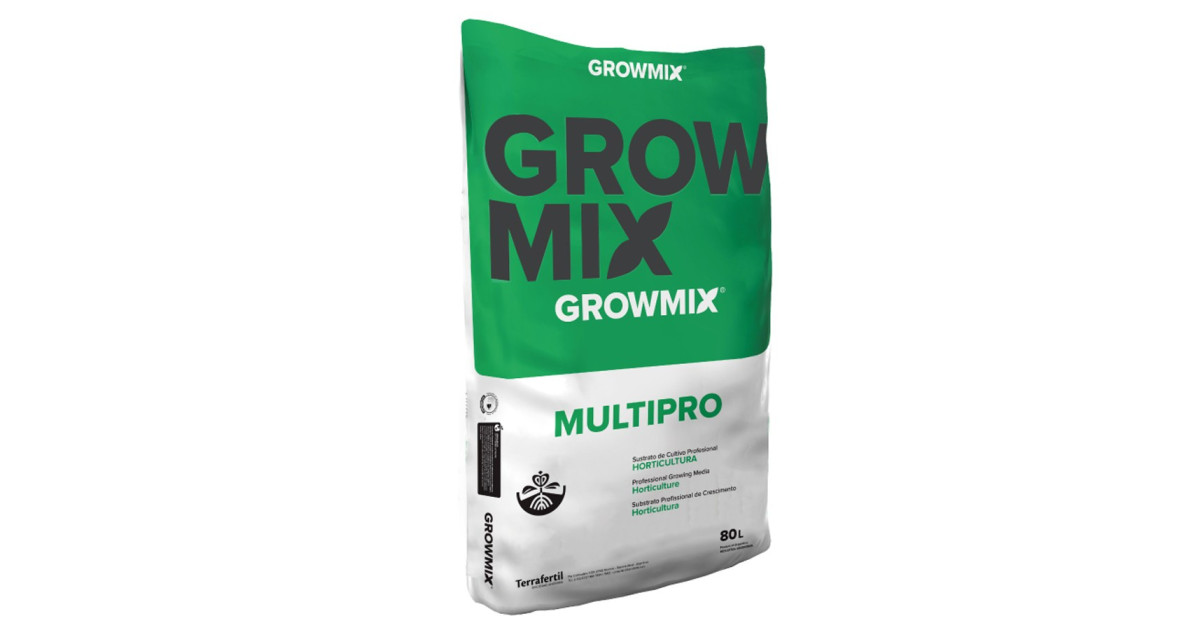 GROWMIX®
GROW
MIX
GROWMIX®
MULTIPRO
Sustrato de Cultivo Profesional
HORTICULTURA
Professional Growing Media
Horticulture
Substrato Profissional de Crescimento
Horticultura
80 L
GROWMIX
Terrafertil